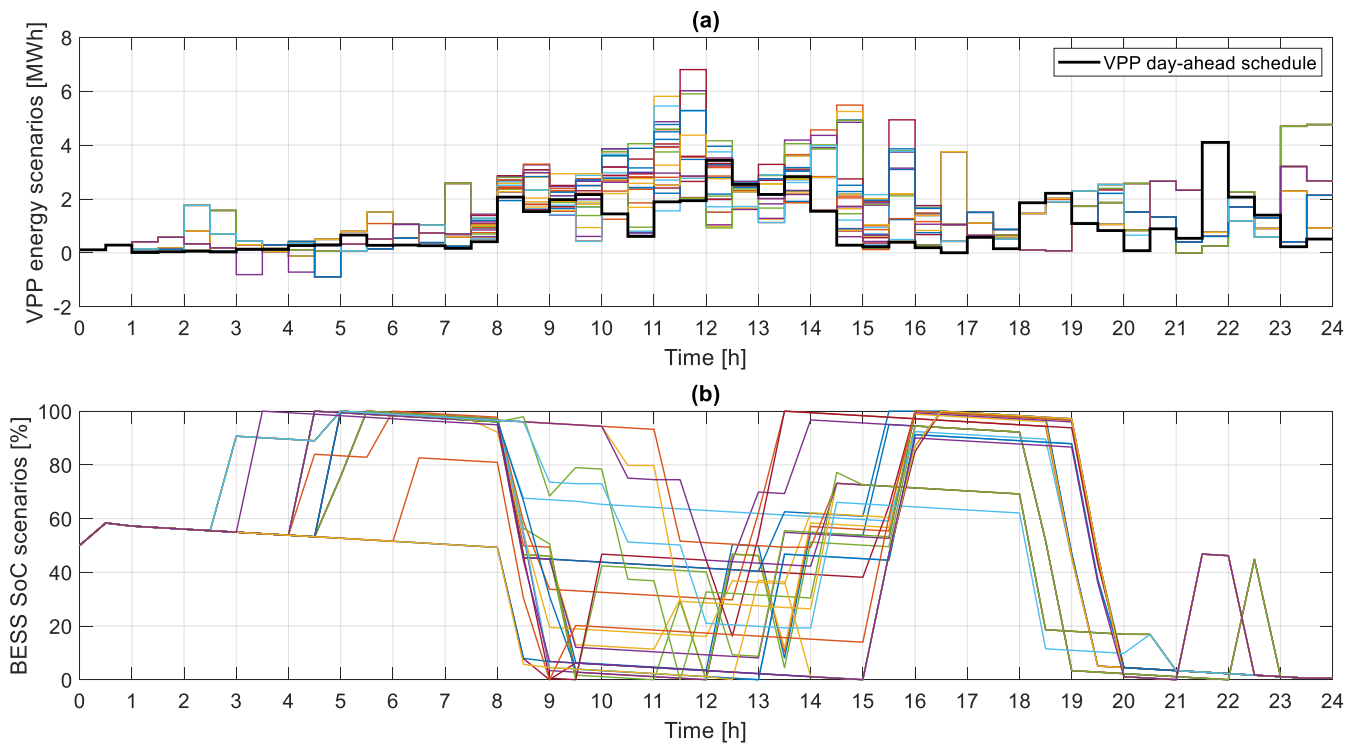 (a)
VPP energy scenarios [MWh]
8
6
4
2
0
-2
VPP day-ahead schedule
0 1 2 3 4 5 6 7 8 9 10 11 12 13 14 15 16 17 18 19 20 21 22 23 24
Time [h]
(b)
BESS SoC scenarios [%]
100
80
60
40
20
0
0 1 2 3 4 5 6 7 8 9 10 11 12 13 14 15 16 17 18 19 20 21 22 23 24
Time [h]